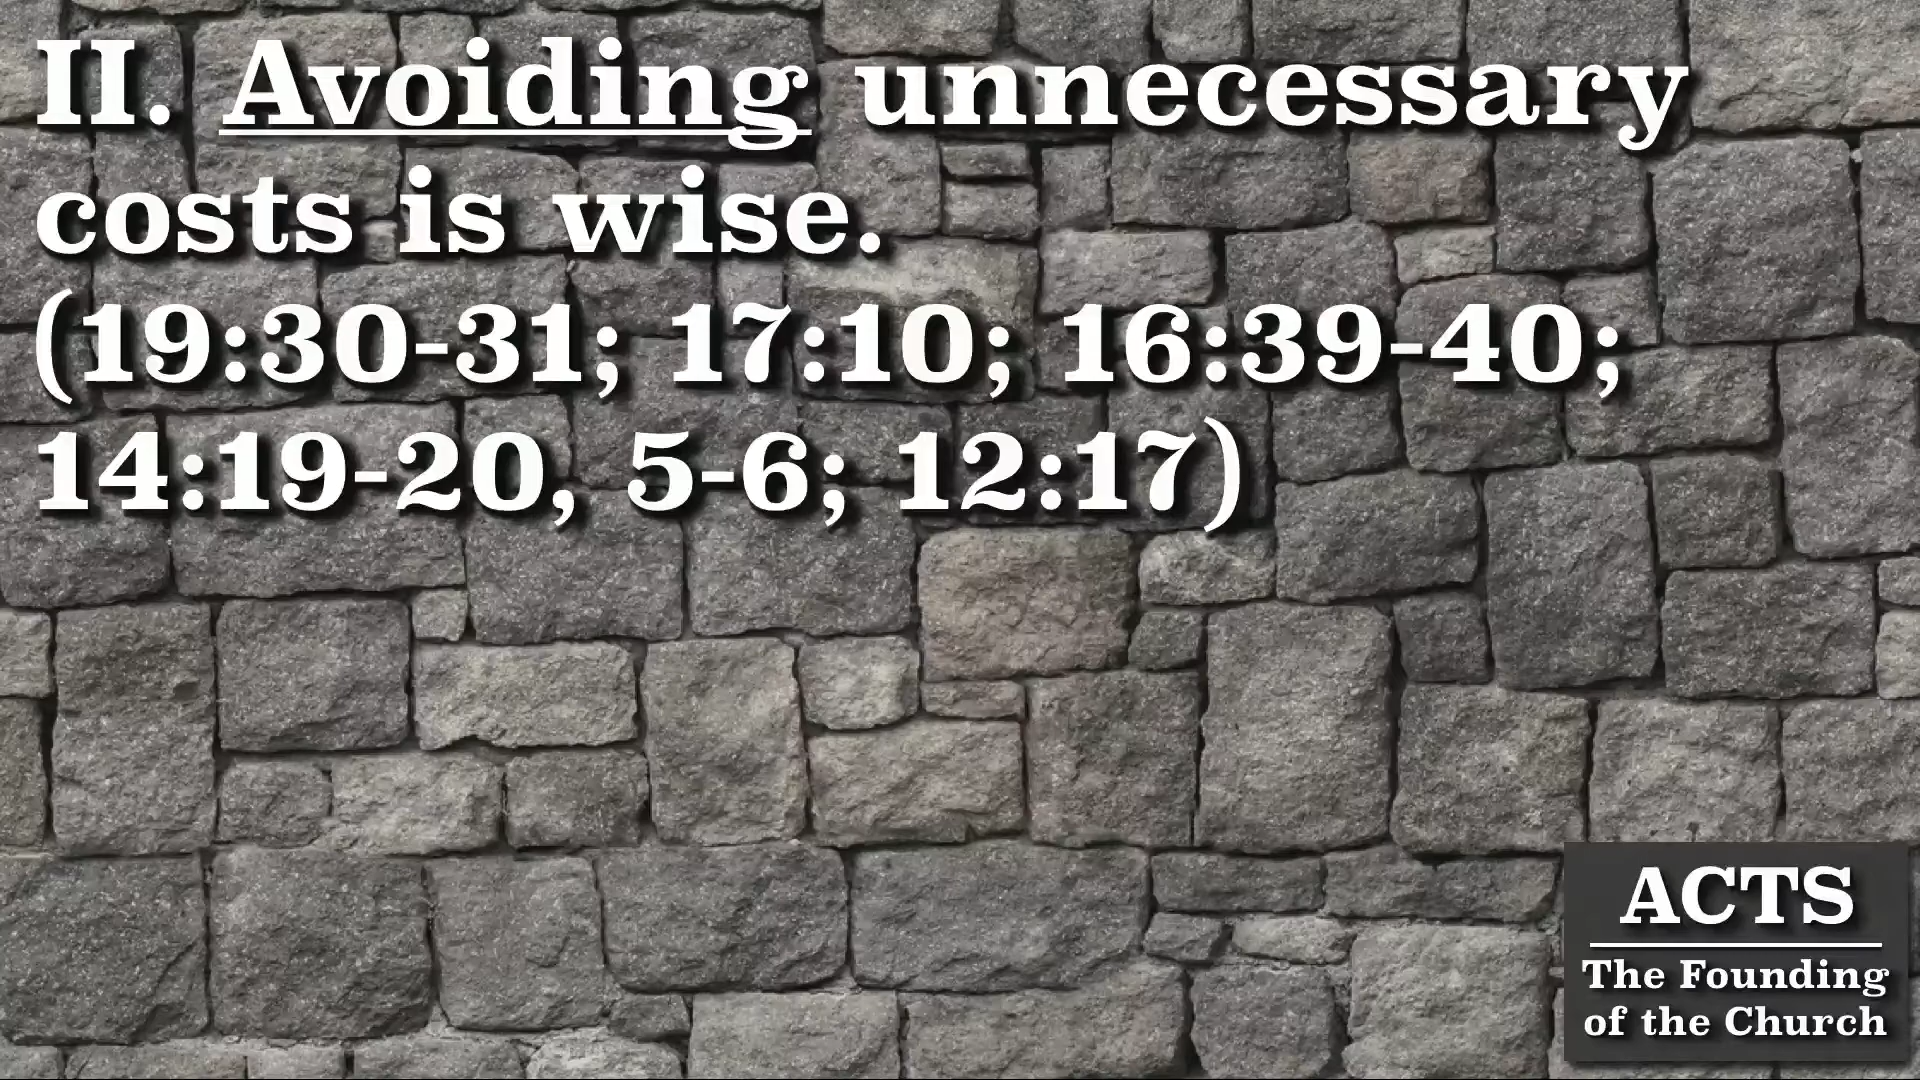 II. Avoiding unnecessary
costs is wise.
(19:30-31; 17:10; 16:39-40;
14:19-20, 5-6; 12:17)
ACTS
The Founding
of the Church